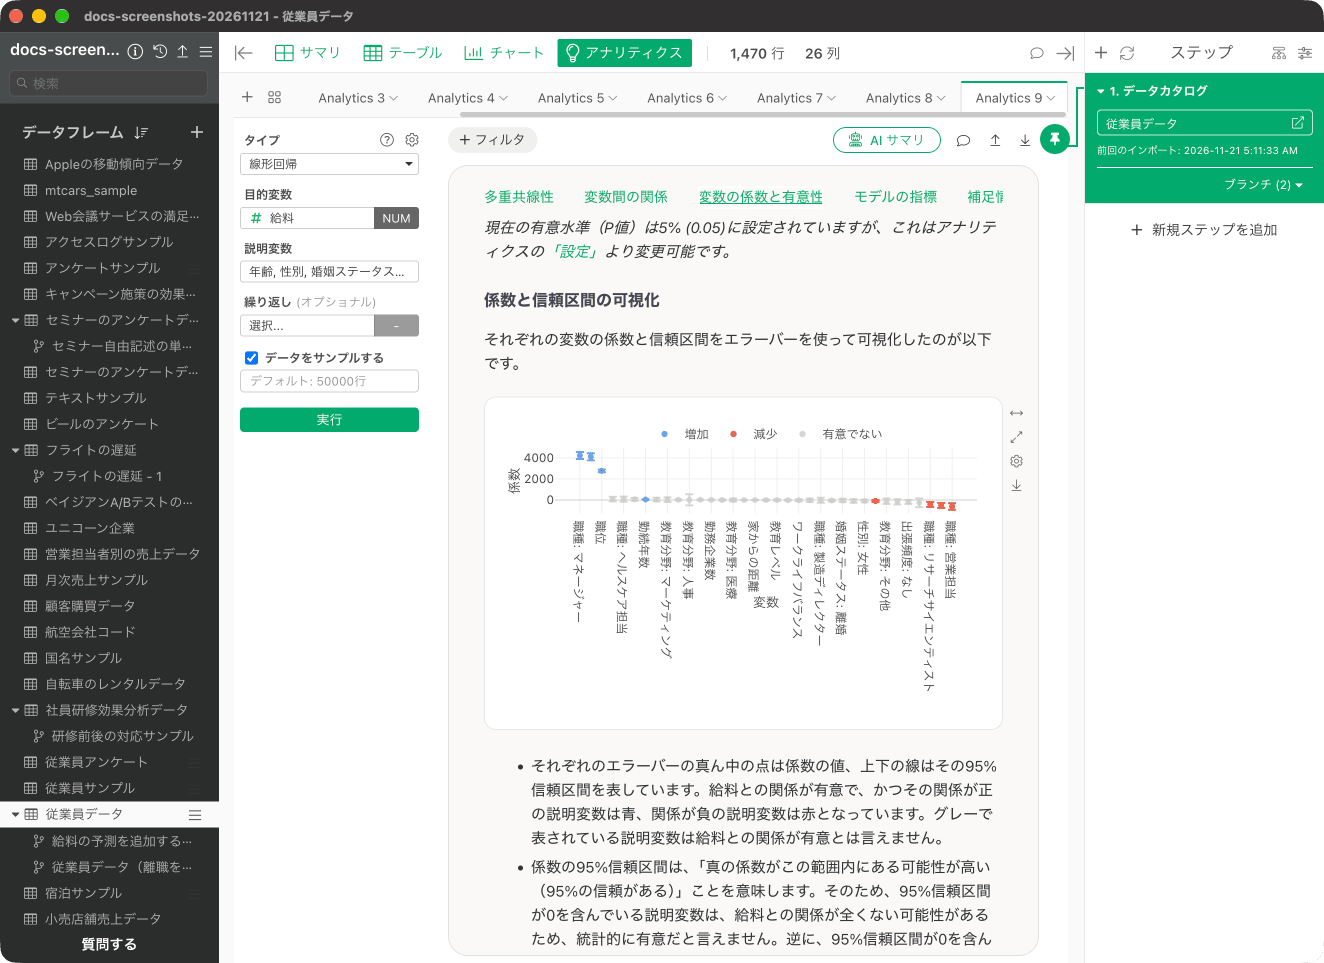 docs-screenshots-20261121 - 従業員データ
docs-screen...
検索
データフレーム
Appleの移動傾向データ
mtcars_sample
Web会議サービスの満足…
アクセスログサンプル
アンケートサンプル
キャンペーン施策の効果…
セミナーのアンケートデ…
セミナー自由記述の単…
セミナーのアンケートデ…
テキストサンプル
ビールのアンケート
フライトの遅延
フライトの遅延 - 1
ベイジアンA/Bテストの…
ユニコーン企業
営業担当者別の売上データ
月次売上サンプル
顧客購買データ
航空会社コード
国名サンプル
自転車のレンタルデータ
社員研修効果分析データ
研修前後の対応サンプル
従業員アンケート
従業員サンプル
従業員データ
給料の予測を追加する…
従業員データ（離職を…
宿泊サンプル
小売店舗売上データ
質問する
サマリ
テーブル
チャート
アナリティクス
1,470 行
26 列
Analytics 3
Analytics 4
Analytics 5
Analytics 6
Analytics 7
Analytics 8
Analytics 9
タイプ
線形回帰
目的変数
# 給料
NUM
説明変数
年齢, 性別, 婚姻ステータス...
繰り返し (オプショナル)
選択...
-
データをサンプルする
デフォルト: 50000行
実行
+ フィルタ
AI サマリ
多重共線性
変数間の関係
変数の係数と有意性
モデルの指標
補足情
現在の有意水準（P値）は5% (0.05)に設定されていますが、これはアナリ
ティクスの「設定」より変更可能です。
係数と信頼区間の可視化
それぞれの変数の係数と信頼区間をエラーバーを使って可視化したのが以下
です。
増加
減少
有意でない
係数
4000
2000
0
職種: マネージャー
職位
職種: ヘルスケア担当
勤続年数
教育分野: マーケティング
教育分野: 人事
勤務企業数
教育分野: 医療
家からの距離
教育レベル
ワークライフバランス
職種: 製造ディレクター
婚姻ステータス: 離婚
性別: 女性
教育分野: その他
出張頻度: なし
職種: リサーチサイエンティスト
職種: 営業担当
変数
• それぞれのエラーバーの真ん中の点は係数の値、上下の線はその95%
信頼区間を表しています。給料との関係が有意で、かつその関係が正
の説明変数は青、関係が負の説明変数は赤となっています。グレーで
表されている説明変数は給料との関係が有意とは言えません。
• 係数の95%信頼区間は、「真の係数がこの範囲内にある可能性が高い
（95%の信頼がある）」ことを意味します。そのため、95%信頼区間
が0を含んでいる説明変数は、給料との関係が全くない可能性がある
ため、統計的に有意だと言えません。逆に、95%信頼区間が0を含ん
ステップ
1. データカタログ
従業員データ
前回のインポート: 2026-11-21 5:11:33 AM
ブランチ (2)
+ 新規ステップを追加